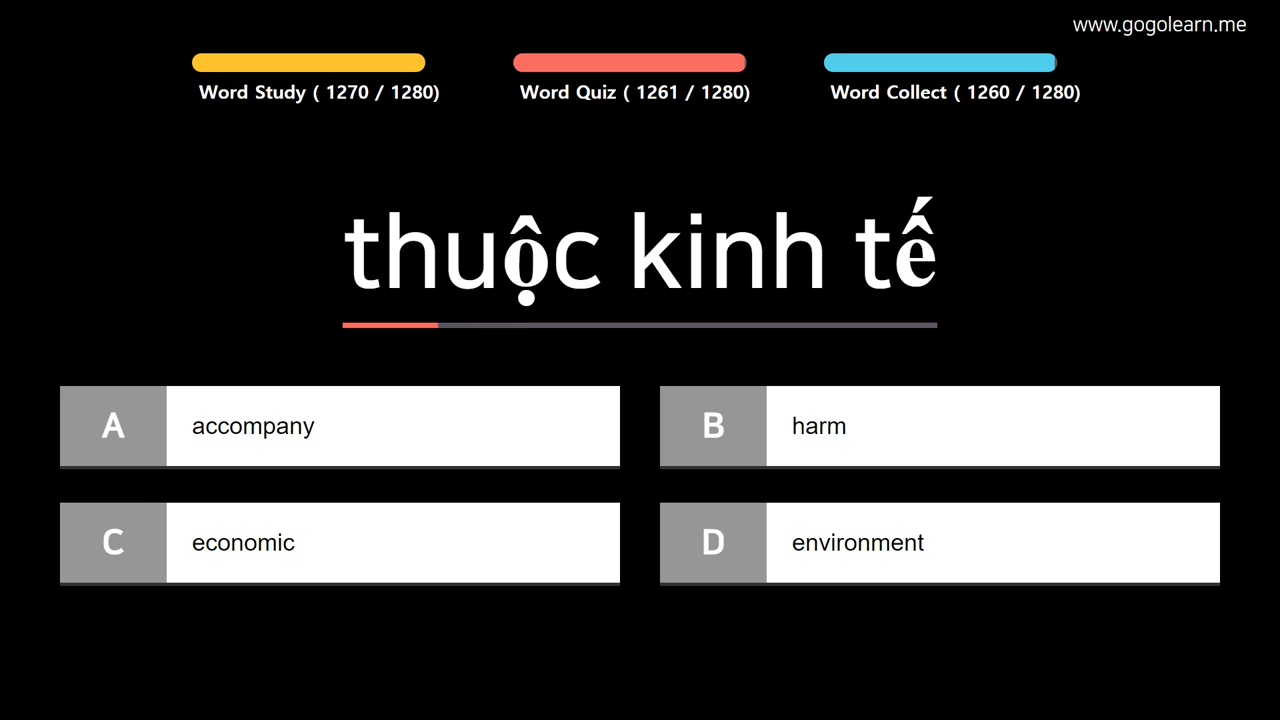 www.gogolearn.me
Word Study ( 1270 / 1280)
Word Quiz ( 1261 / 1280)
Word Collect ( 1260 / 1280)
thuộc kinh tế
A accompany
B harm
C economic
D environment